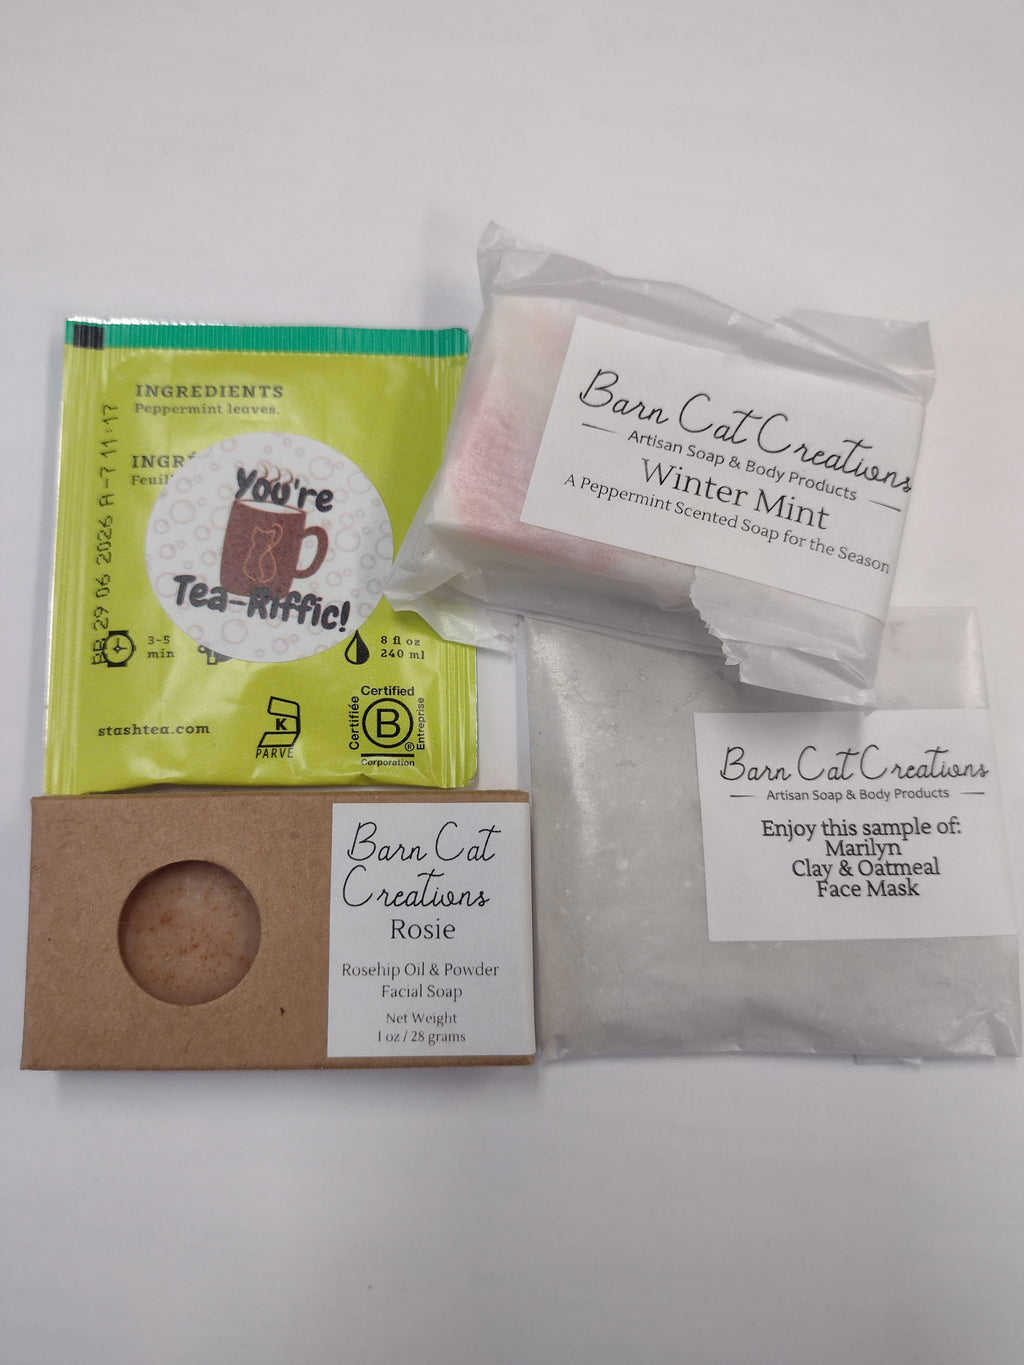 INGREDIENTS
Peppermint leaves.
BB 29 06 2026 A-7 11:17
You're
Tea-Riffic!
3-5
min
8 fl oz
240 ml
stashtea.com
K
PARVE
Certified
Certifiée
B
®
Entreprise
Corporation
Barn Cat Creations
Artisan Soap & Body Products
Winter Mint
A Peppermint Scented Soap for the Season
Barn Cat
Creations
Rosie
Rosehip Oil & Powder
Facial Soap
Net Weight
1 oz / 28 grams
Barn Cat Creations
Artisan Soap & Body Products
Enjoy this sample of:
Marilyn
Clay & Oatmeal
Face Mask